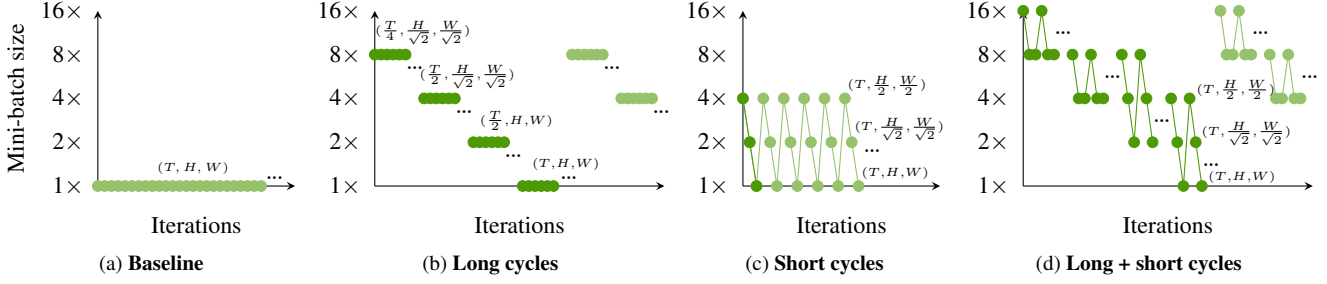 Mini-batch size
16×
8×
4×
2×
1×
(T, H, W)
...
Iterations
(a) Baseline
16×
8×
4×
2×
1×
(T/4, H/√2, W/√2)
...
(T/2, H/√2, W/√2)
...
(T/2, H, W)
...
(T, H, W)
...
...
...
Iterations
(b) Long cycles
16×
8×
4×
2×
1×
(T, H/2, W/2)
(T, H/√2, W/√2)
...
(T, H, W)
Iterations
(c) Short cycles
16×
8×
4×
2×
1×
...
...
...
...
...
...
(T, H/2, W/2)
(T, H/√2, W/√2)
(T, H, W)
Iterations
(d) Long + short cycles